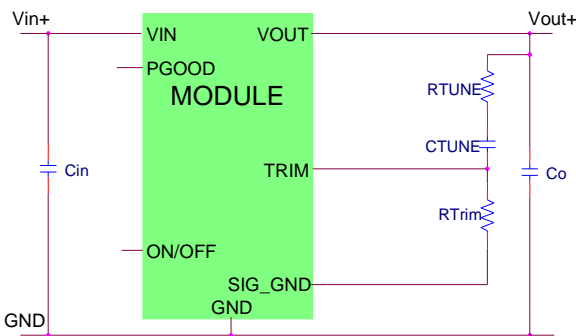 Vin+
Vout+
VIN
VOUT
PGOOD
MODULE
RTUNE
CTUNE
TRIM
Cin
Co
RTrim
ON/OFF
SIG_GND
GND
GND